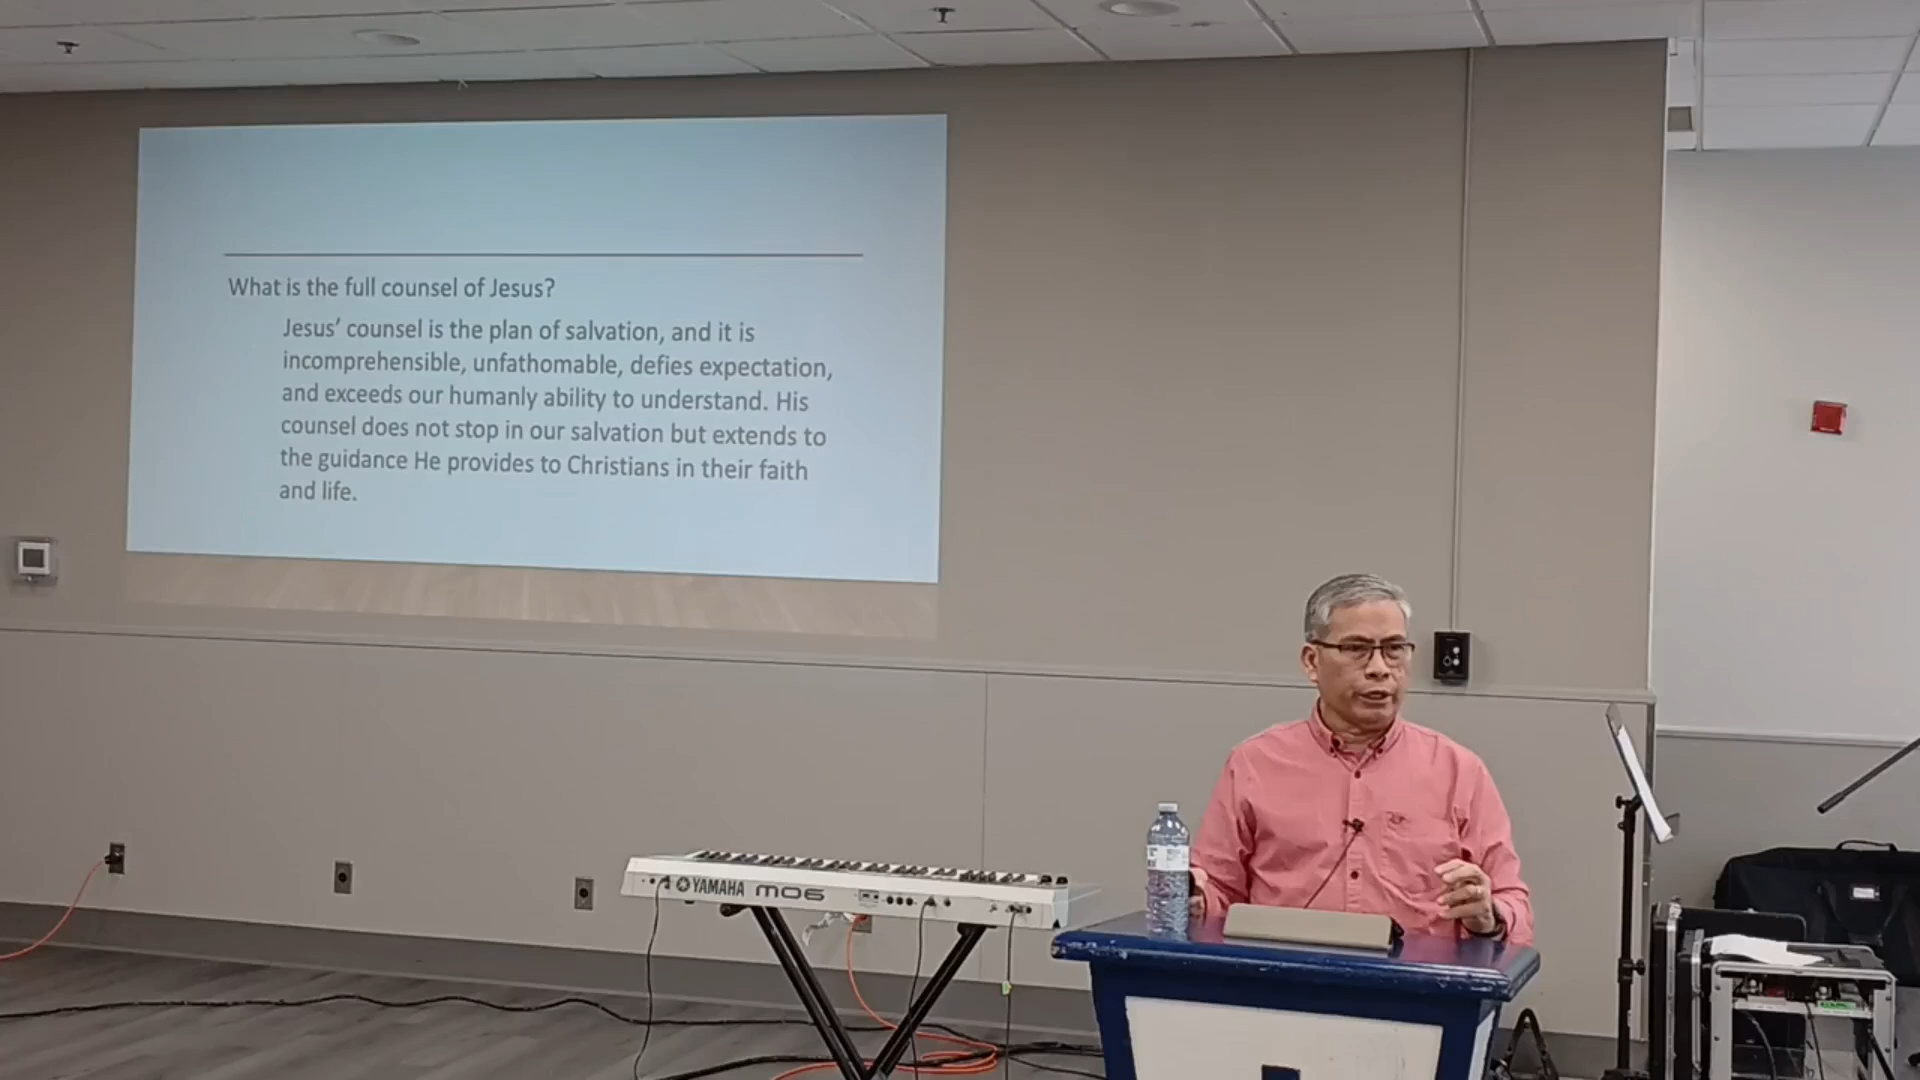 What is the full counsel of Jesus?
Jesus' counsel is the plan of salvation, and it is
incomprehensible, unfathomable, defies expectation,
and exceeds our humanly ability to understand. His
counsel does not stop in our salvation but extends to
the guidance He provides to Christians in their faith
and life.
YAMAHA MO6